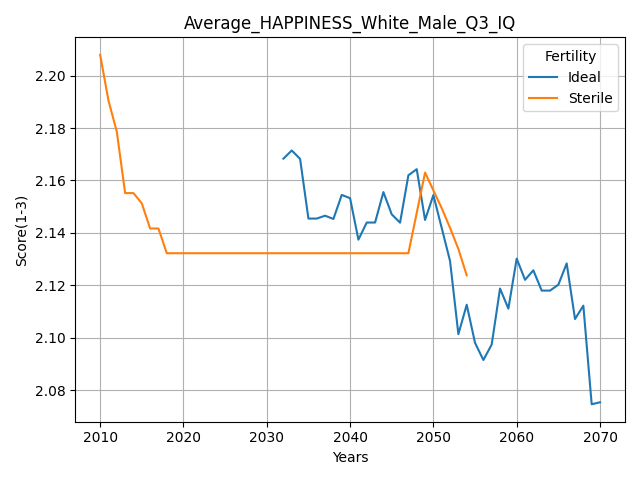 Average_HAPPINESS_White_Male_Q3_IQ
Fertility
Ideal
Sterile
Score(1-3)
2.20
2.18
2.16
2.14
2.12
2.10
2.08
2010 2020 2030 2040 2050 2060 2070
Years